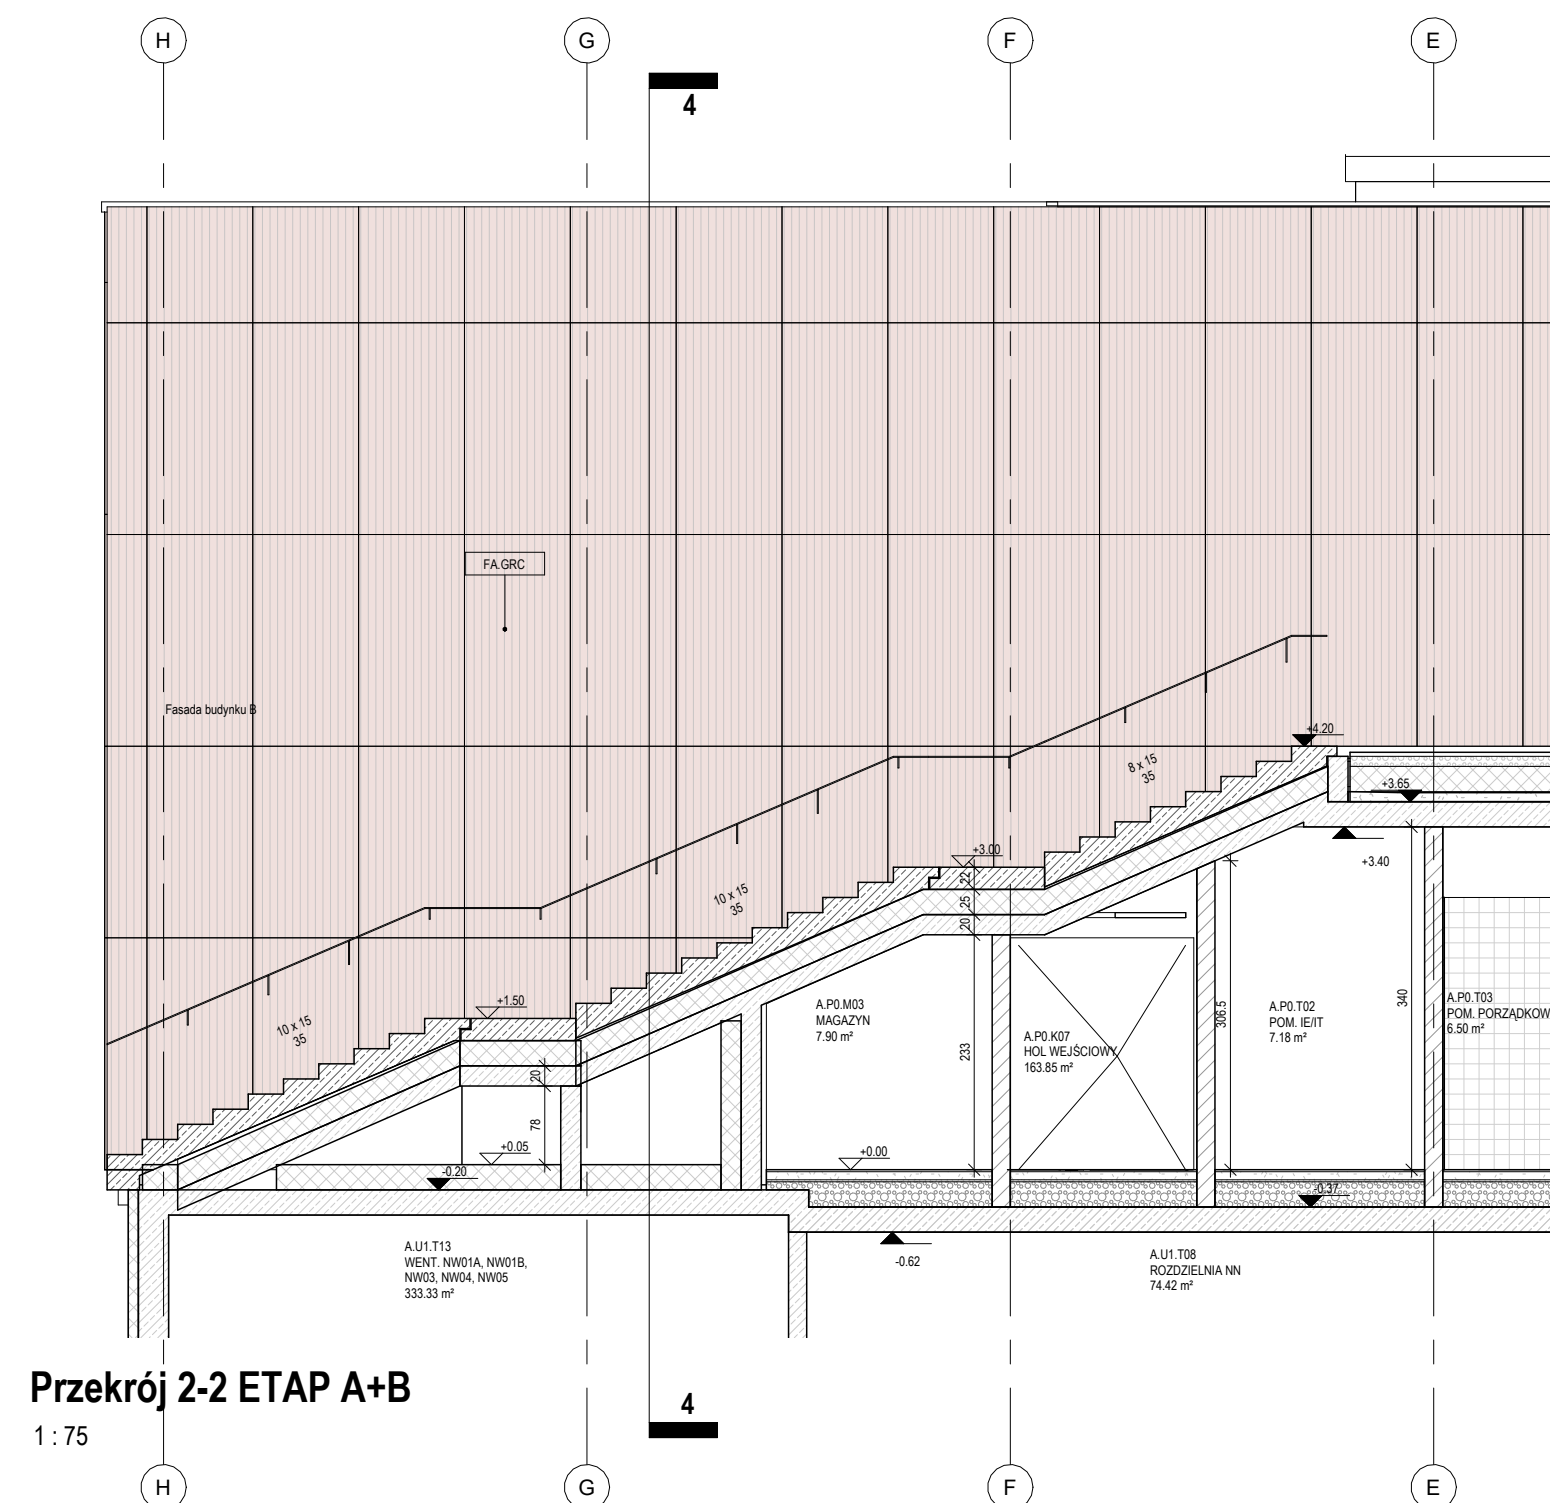 H
G
F
E
4
FA.GRC
Fasada budynku B
+4.20
8 x 15
35
+3.65
+3.40
+3.00
22
25
20
10 x 15
35
+1.50
10 x 15
35
A.P0.M03
MAGAZYN
7.90 m²
233
A.P0.K07
HOL WEJŚCIOWY
163.85 m²
306.5
A.P0.T02
POM. IE/IT
7.18 m²
340
A.P0.T03
POM. PORZĄDKOW
6.50 m²
20
78
+0.05
-0.20
+0.00
-0.37
-0.62
A.U1.T13
WENT. NW01A, NW01B,
NW03, NW04, NW05
333.33 m²
A.U1.T08
ROZDZIELNIA NN
74.42 m²
Przekrój 2-2 ETAP A+B
1 : 75
4
H
G
F
E